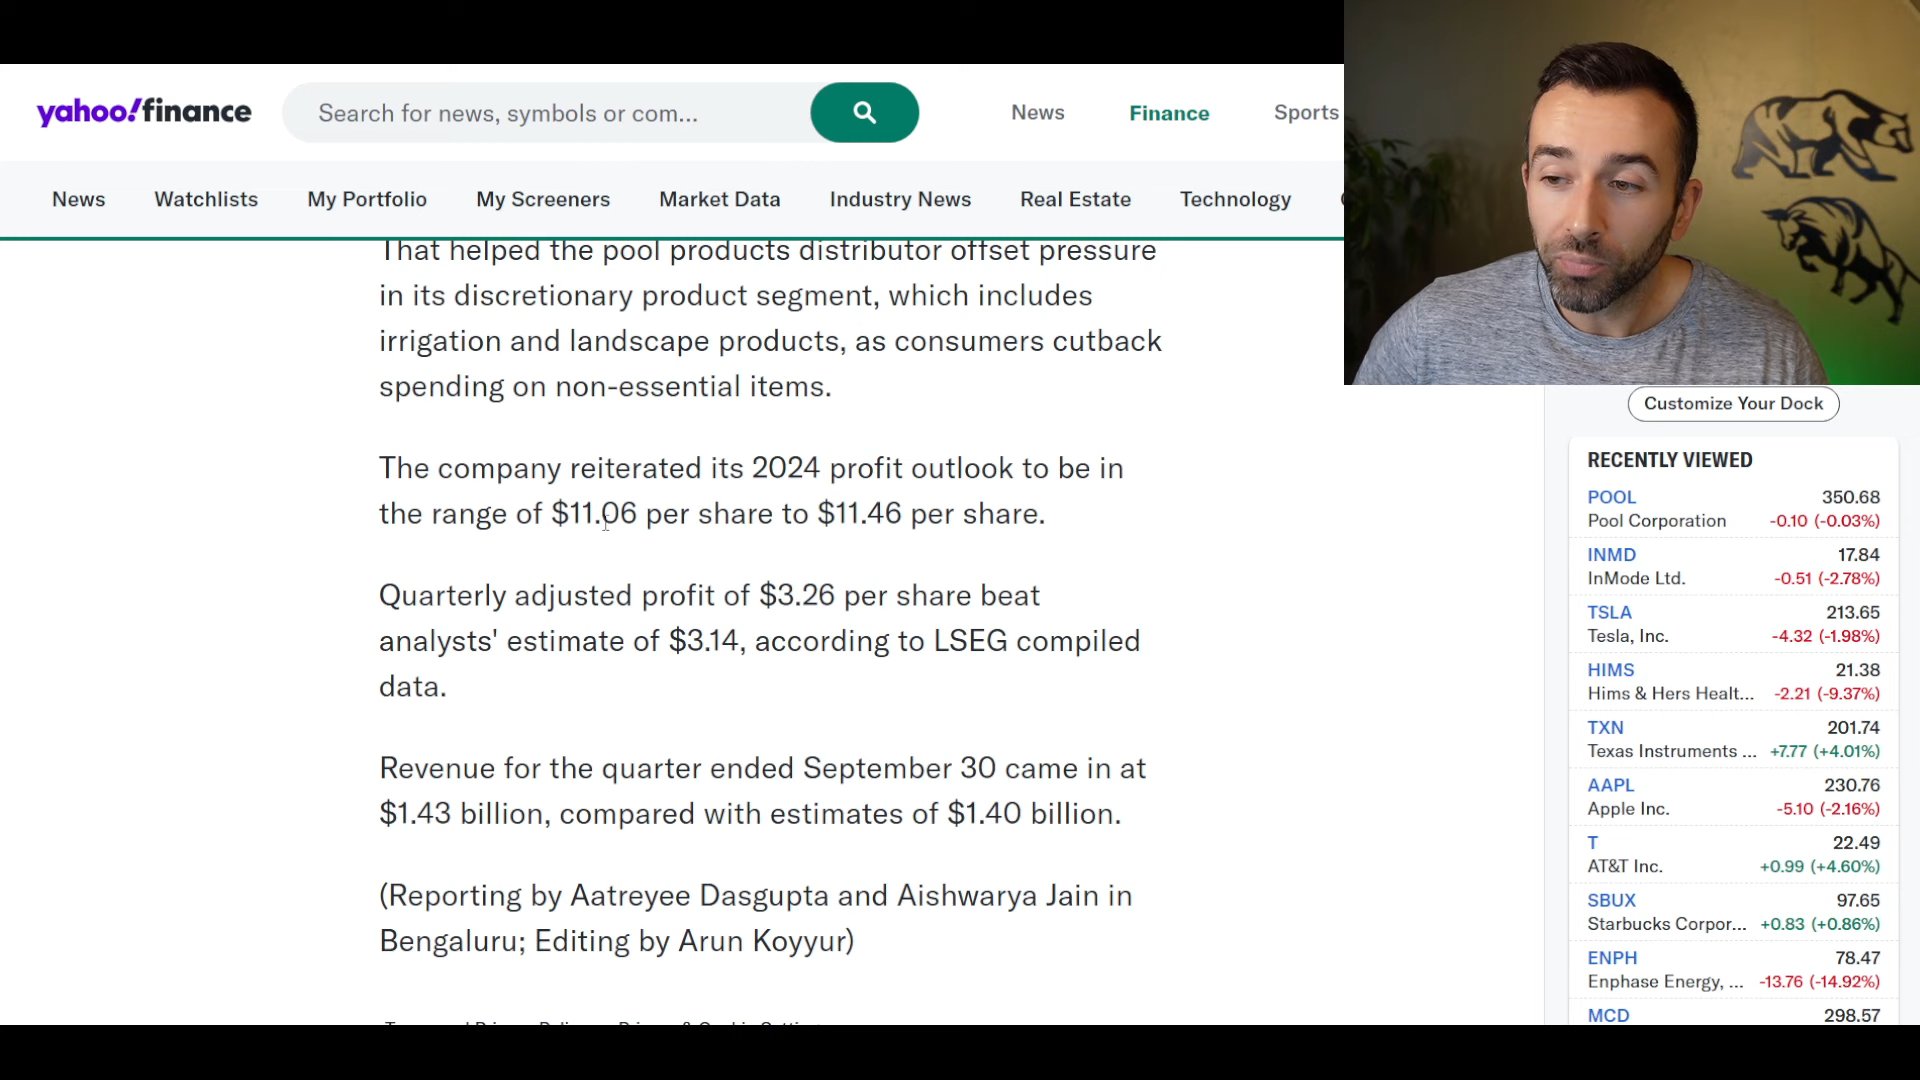 yahoo!finance
Search for news, symbols or com...
News
Finance
Sports
News
Watchlists
My Portfolio
My Screeners
Market Data
Industry News
Real Estate
Technology
That helped the pool products distributor offset pressure
in its discretionary product segment, which includes
irrigation and landscape products, as consumers cutback
spending on non-essential items.
The company reiterated its 2024 profit outlook to be in
the range of $11.06 per share to $11.46 per share.
Quarterly adjusted profit of $3.26 per share beat
analysts' estimate of $3.14, according to LSEG compiled
data.
Revenue for the quarter ended September 30 came in at
$1.43 billion, compared with estimates of $1.40 billion.
(Reporting by Aatreyee Dasgupta and Aishwarya Jain in
Bengaluru; Editing by Arun Koyyur)
Customize Your Dock
RECENTLY VIEWED
POOL 350.68
Pool Corporation -0.10 (-0.03%)
INMD 17.84
InMode Ltd. -0.51 (-2.78%)
TSLA 213.65
Tesla, Inc. -4.32 (-1.98%)
HIMS 21.38
Hims & Hers Healt... -2.21 (-9.37%)
TXN 201.74
Texas Instruments ... +7.77 (+4.01%)
AAPL 230.76
Apple Inc. -5.10 (-2.16%)
T 22.49
AT&T Inc. +0.99 (+4.60%)
SBUX 97.65
Starbucks Corpor... +0.83 (+0.86%)
ENPH 78.47
Enphase Energy, ... -13.76 (-14.92%)
MCD 298.57